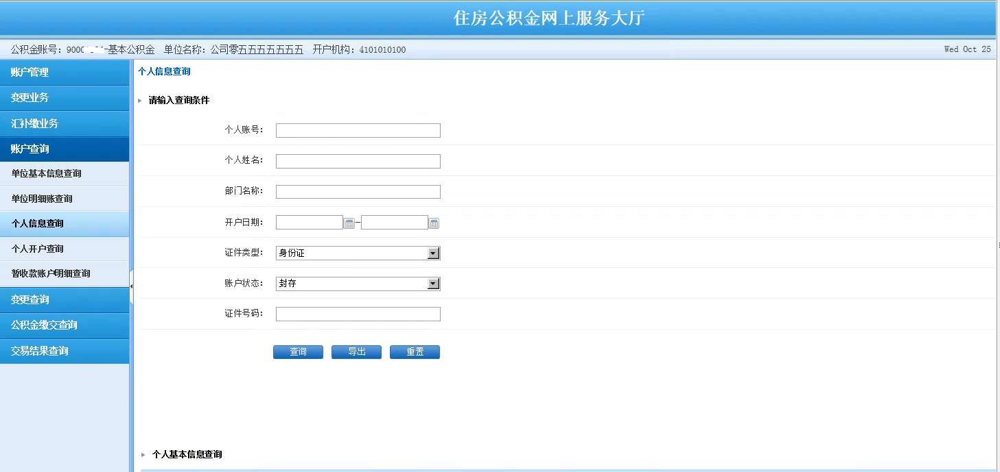 住房公积金网上服务大厅
公积金账号：900 -基本公积金 单位名称：公司零五五五五五五五 开户机构：4101010100 Wed Oct 25
账户管理
变更业务
汇补缴业务
账户查询
单位基本信息查询
单位明细账查询
个人信息查询
个人开户查询
暂收款账户明细查询
变更查询
公积金缴交查询
交易结果查询
个人信息查询
请输入查询条件
个人账号：
个人姓名：
部门名称：
开户日期： –
证件类型： 身份证
账户状态： 封存
证件号码：
查询 导出 重置
个人基本信息查询